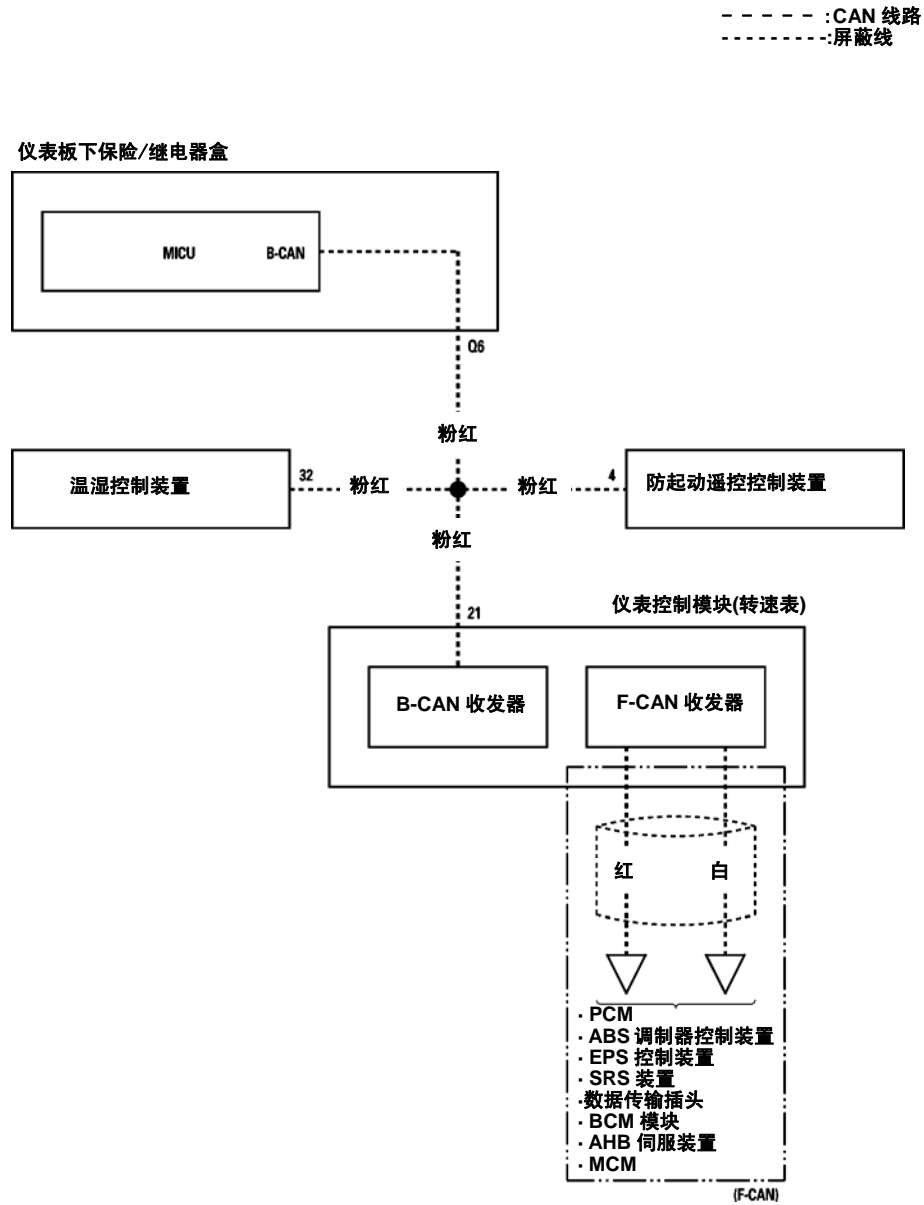 :CAN 线路
:屏蔽线
仪表板下保险/继电器盒
MICU B-CAN
Q6
粉红
温湿控制装置 32 粉红 粉红 4 防起动遥控控制装置
粉红
21
仪表控制模块(转速表)
B-CAN 收发器 F-CAN 收发器
红 白
· PCM
· ABS 调制器控制装置
· EPS 控制装置
· SRS 装置
·数据传输插头
· BCM 模块
· AHB 伺服装置
· MCM
(F-CAN)